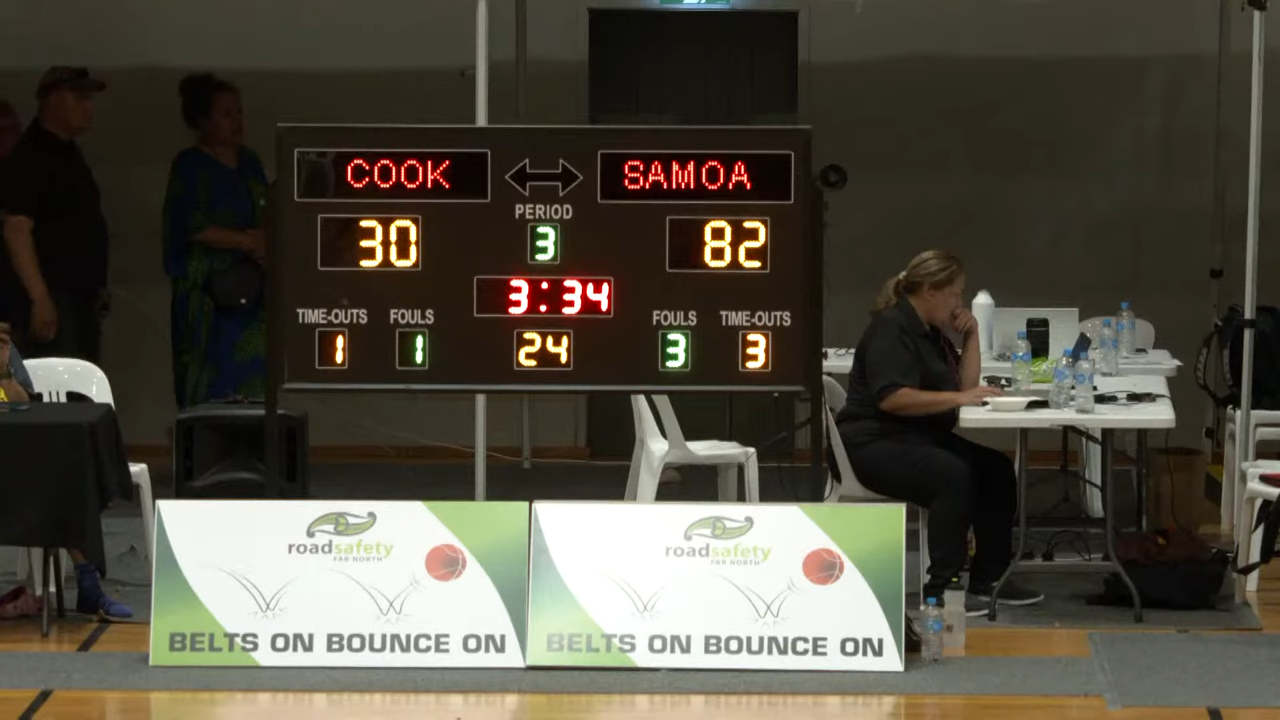 COOK SAMOA
PERIOD
30 3 82
3:34
TIME-OUTS FOULS FOULS TIME-OUTS
1 1 24 3 3
roadsafety
FAR NORTH
BELTS ON BOUNCE ON
roadsafety
FAR NORTH
BELTS ON BOUNCE ON